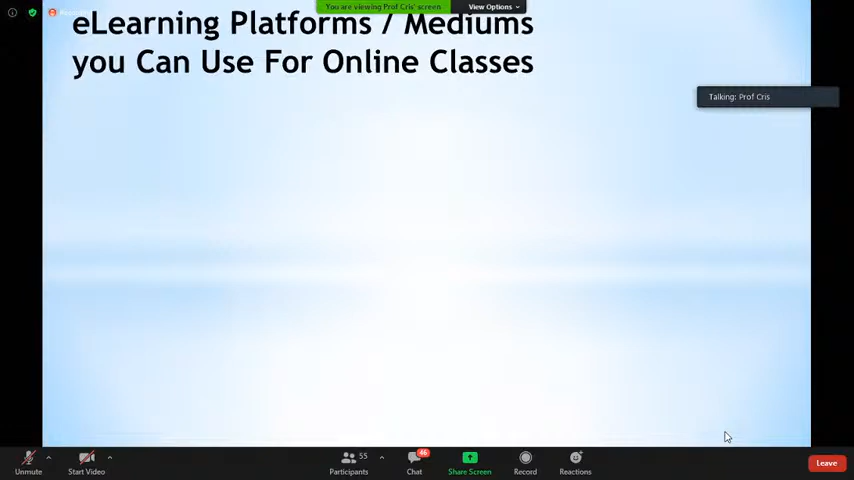 You are viewing Prof Cris' screen
View Options
Recording
eLearning Platforms / Mediums
you Can Use For Online Classes
Talking: Prof Cris
55
46
Unmute
Start Video
Participants
Chat
Share Screen
Record
Reactions
Leave